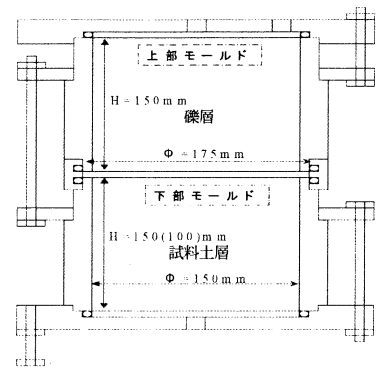 上部モールド
H=150mm
礫層
Φ=175mm
下部モールド
H=150(100)mm
試料土層
Φ=150mm